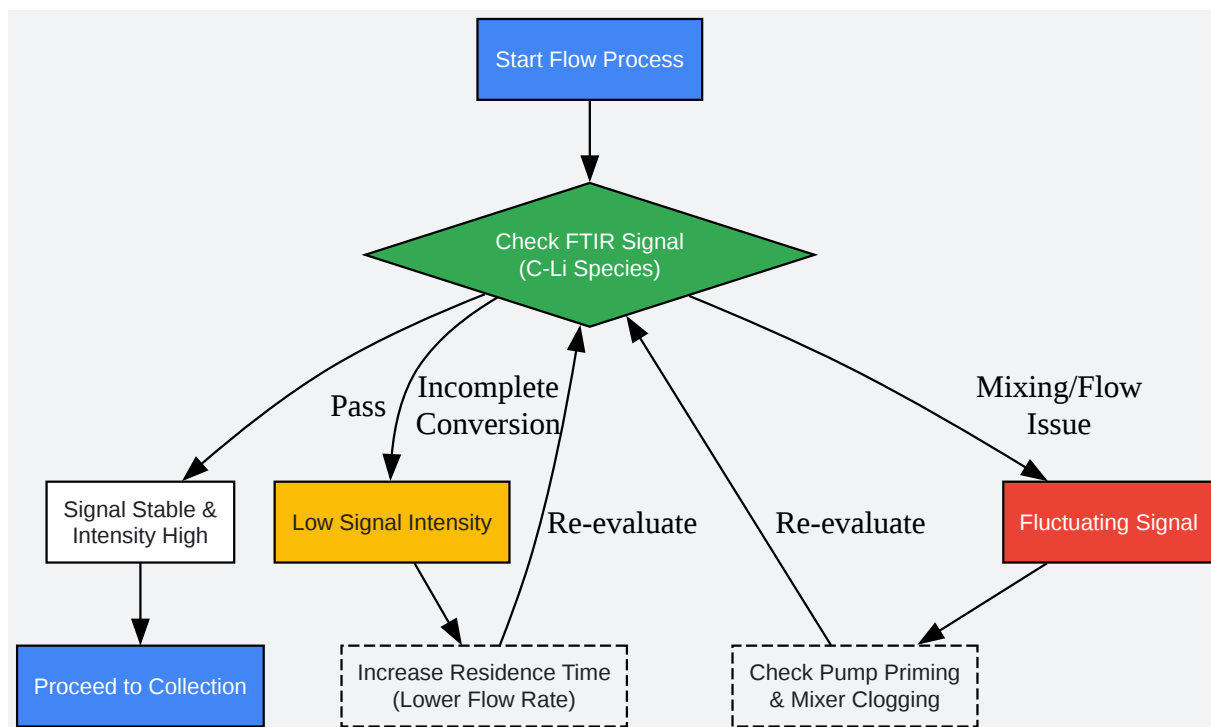 Start Flow Process
Check FTIR Signal
(C-Li Species)
Pass
Incomplete
Conversion
Mixing/Flow
Issue
Signal Stable &
Intensity High
Low Signal Intensity
Re-evaluate
Re-evaluate
Fluctuating Signal
Proceed to Collection
Increase Residence Time
(Lower Flow Rate)
Check Pump Priming
& Mixer Clogging